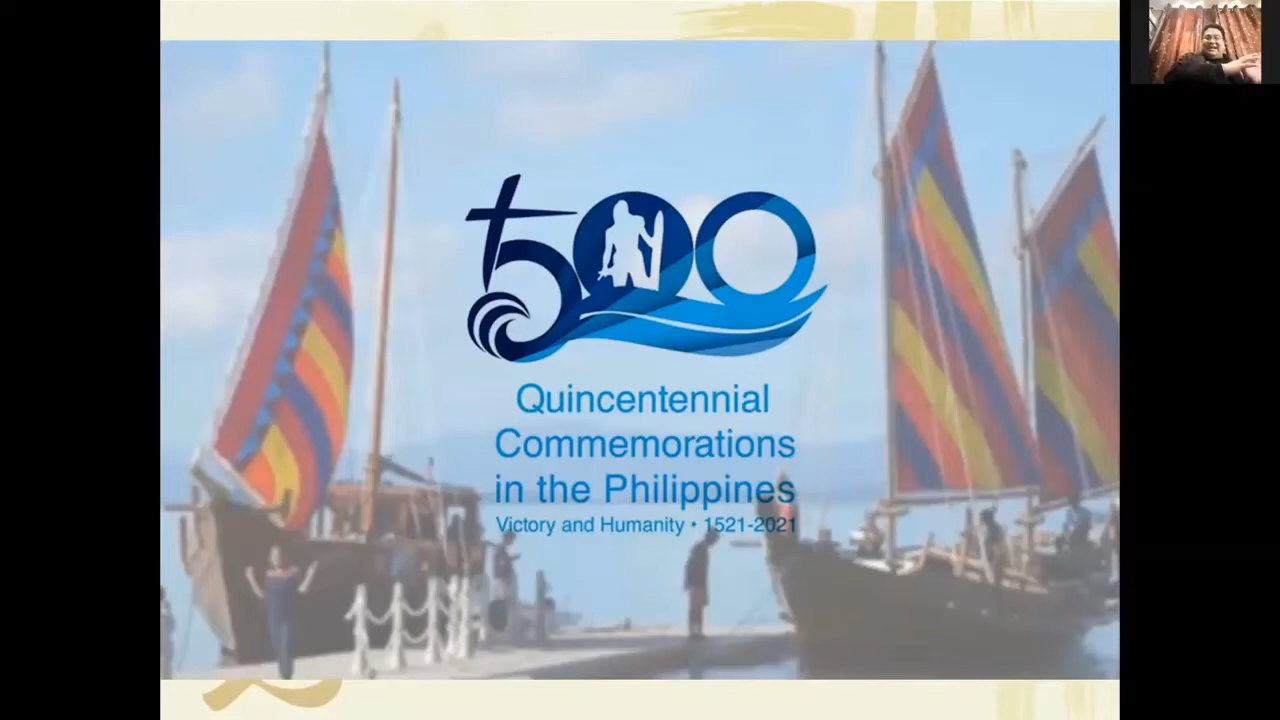 500
Quincentennial
Commemorations
in the Philippines
Victory and Humanity • 1521-2021